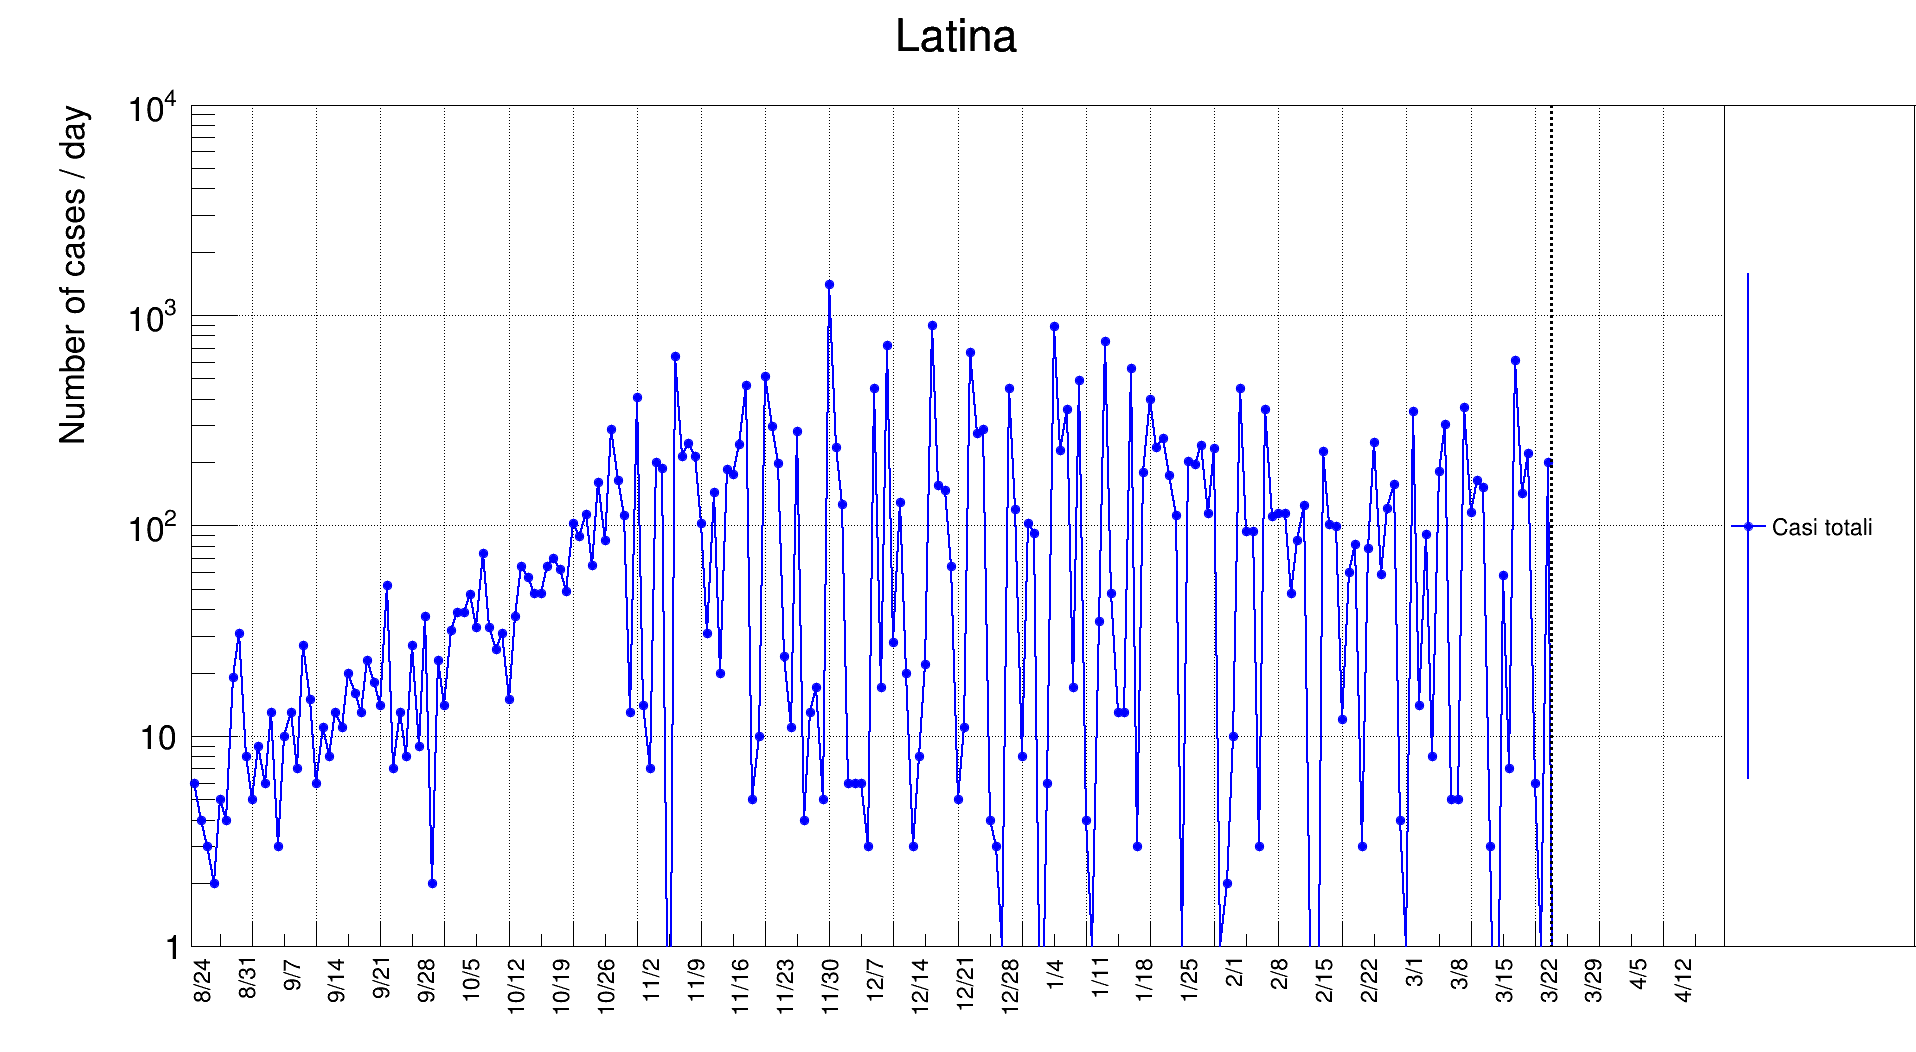 Latina
Number of cases / day
10^4
10^3
10^2
10
1
8/24 8/31 9/7 9/14 9/21 9/28 10/5 10/12 10/19 10/26 11/2 11/9 11/16 11/23 11/30 12/7 12/14 12/21 12/28 1/4 1/11 1/18 1/25 2/1 2/8 2/15 2/22 3/1 3/8 3/15 3/22 3/29 4/5 4/12
Casi totali